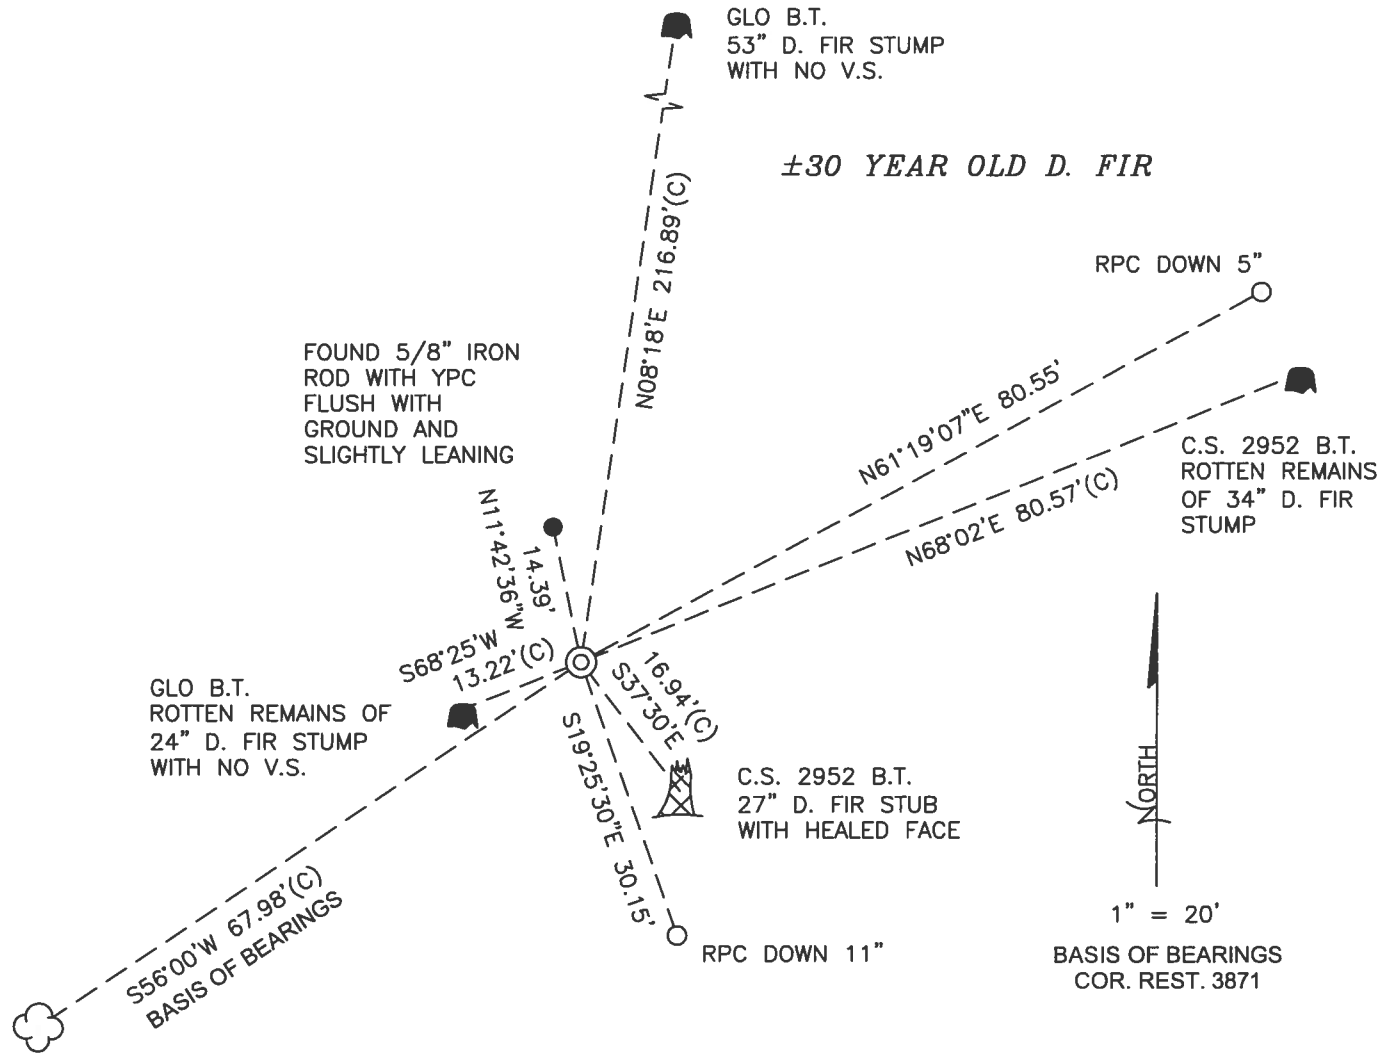 GLO B.T.
53" D. FIR STUMP
WITH NO V.S.
±30 YEAR OLD D. FIR
RPC DOWN 5"
N08°18'E 216.89'(C)
FOUND 5/8" IRON
ROD WITH YPC
FLUSH WITH
GROUND AND
SLIGHTLY LEANING
N61°19'07"E 80.55'
C.S. 2952 B.T.
ROTTEN REMAINS
OF 34" D. FIR
STUMP
N68°02'E 80.57'(C)
N11°42'36"W
14.39'
S68°25'W
13.22'(C)
16.94'(C)
S37°30'E
GLO B.T.
ROTTEN REMAINS OF
24" D. FIR STUMP
WITH NO V.S.
S19°25'30"E 30.15'
C.S. 2952 B.T.
27" D. FIR STUB
WITH HEALED FACE
NORTH
S56°00'W 67.98'(C)
BASIS OF BEARINGS
RPC DOWN 11"
1" = 20'
BASIS OF BEARINGS
COR. REST. 3871